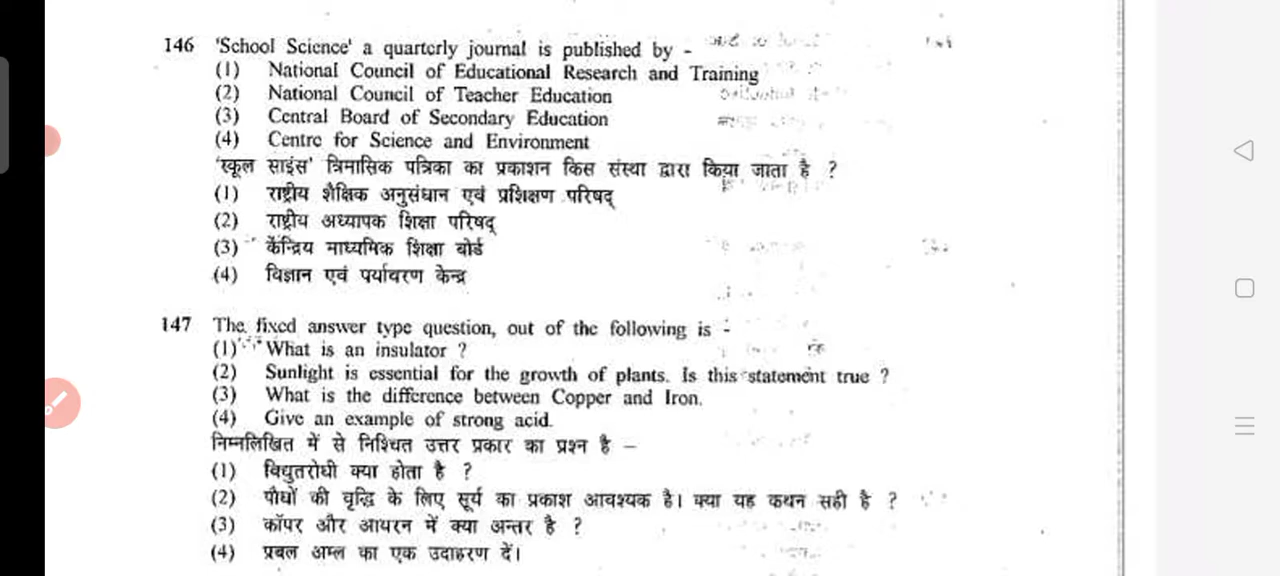 146 'School Science' a quarterly journal is published by -
(1) National Council of Educational Research and Training
(2) National Council of Teacher Education
(3) Central Board of Secondary Education
(4) Centre for Science and Environment
'स्कूल साइंस' त्रिमासिक पत्रिका का प्रकाशन किस संस्था द्वारा किया जाता है ?
(1) राष्ट्रीय शैक्षिक अनुसंधान एवं प्रशिक्षण परिषद्
(2) राष्ट्रीय अध्यापक शिक्षा परिषद्
(3) केन्द्रिय माध्यमिक शिक्षा बोर्ड
(4) विज्ञान एवं पर्यावरण केन्द्र
147 The fixed answer type question, out of the following is -
(1) What is an insulator ?
(2) Sunlight is essential for the growth of plants. Is this statement true ?
(3) What is the difference between Copper and Iron.
(4) Give an example of strong acid.
निम्नलिखित में से निश्चित उत्तर प्रकार का प्रश्न है –
(1) विधुतरोधी क्या होता है ?
(2) पौधों की वृद्धि के लिए सूर्य का प्रकाश आवश्यक है। क्या यह कथन सही है ?
(3) कॉपर और आयरन में क्या अन्तर है ?
(4) प्रबल अम्ल का एक उदाहरण दें।